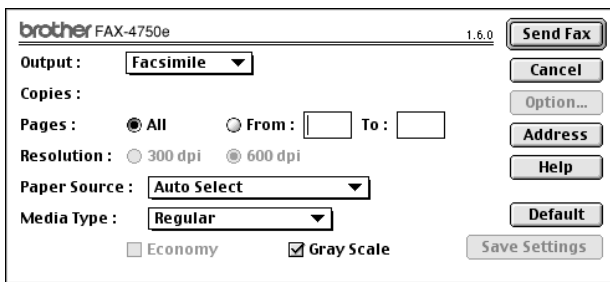 brother FAX-4750e 1.6.0 Send Fax
Output : Facsimile Cancel
Copies : Option...
Pages : All From : To : Address
Resolution : 300 dpi 600 dpi Help
Paper Source : Auto Select
Media Type : Regular Default
Economy Gray Scale Save Settings